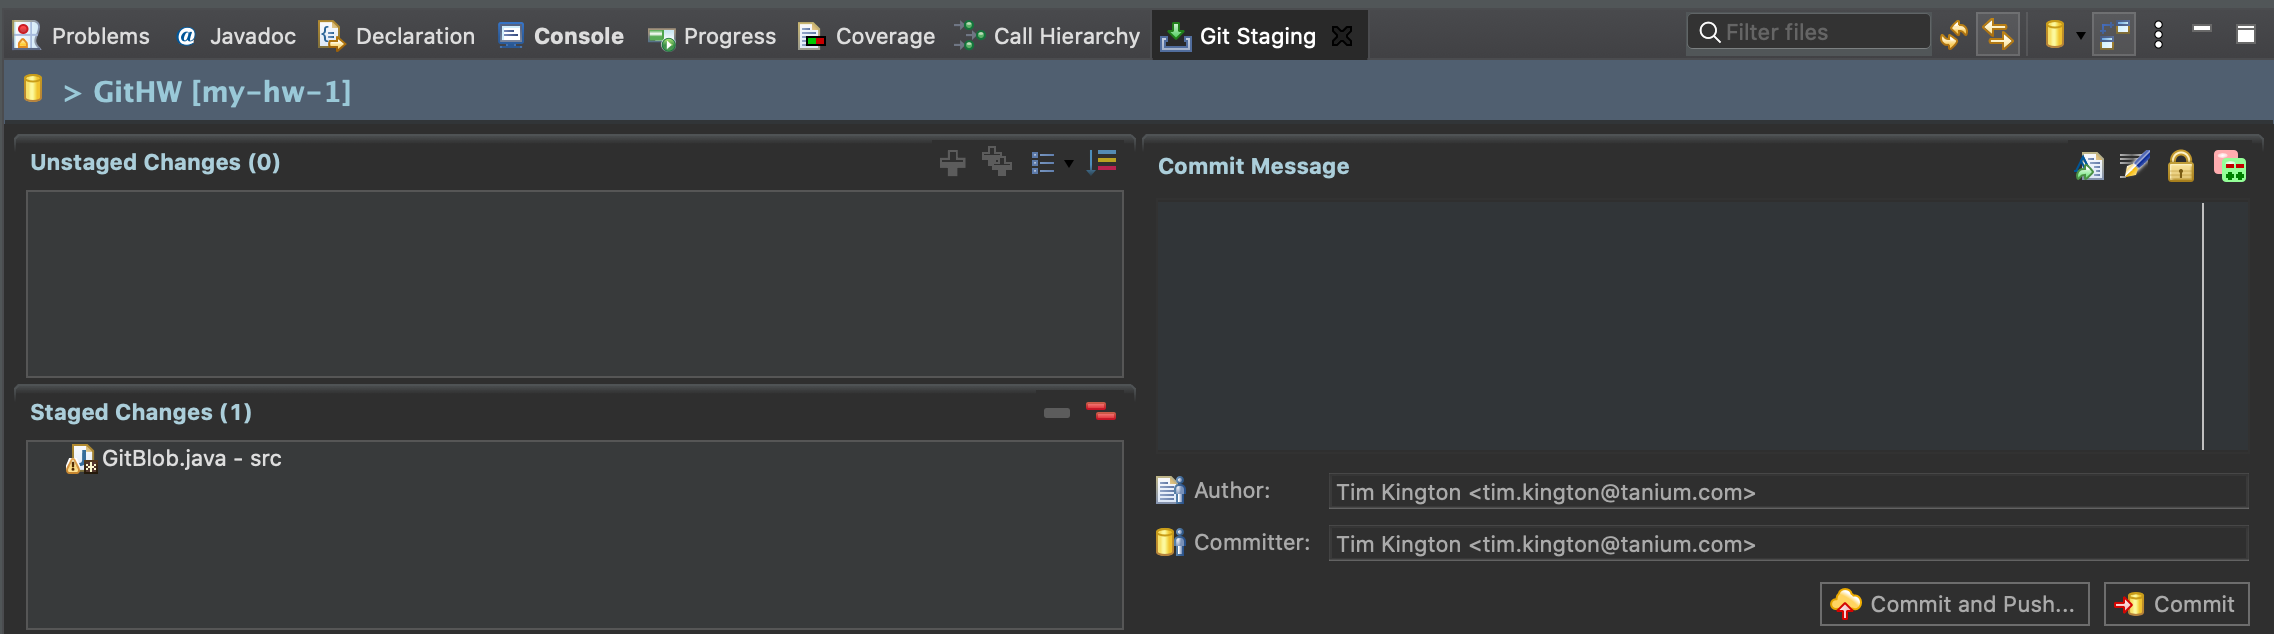 Problems @ Javadoc Declaration Console Progress Coverage Call Hierarchy Git Staging Filter files
> GitHW [my-hw-1]
Unstaged Changes (0)
Commit Message
Staged Changes (1)
GitBlob.java - src
Author: Tim Kington <tim.kington@tanium.com>
Committer: Tim Kington <tim.kington@tanium.com>
Commit and Push... Commit